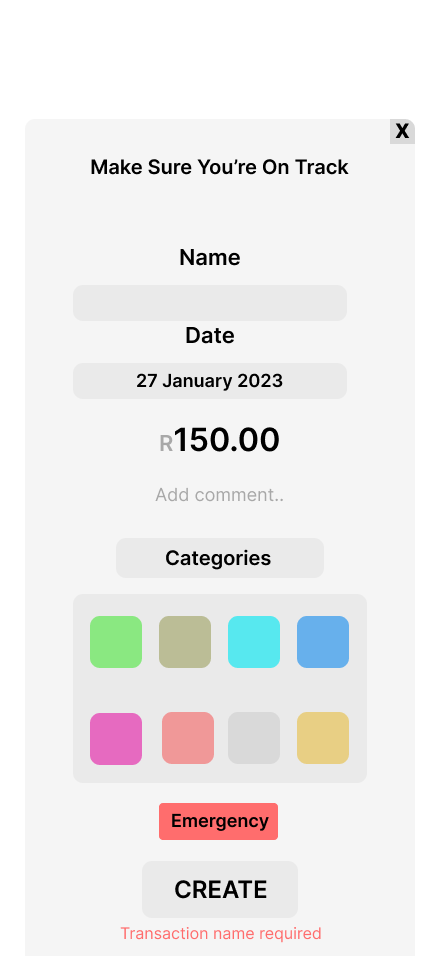 X
Make Sure You’re On Track
Name
Date
27 January 2023
R150.00
Add comment..
Categories
Emergency
CREATE
Transaction name required